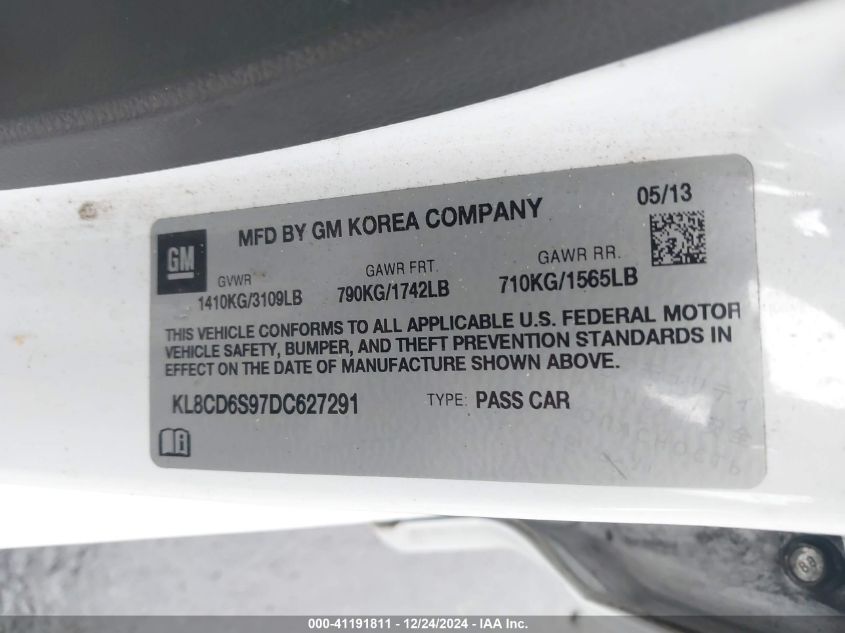 GM
MFD BY GM KOREA COMPANY
05/13
GVWR
1410KG/3109LB
GAWR FRT.
790KG/1742LB
GAWR RR.
710KG/1565LB
THIS VEHICLE CONFORMS TO ALL APPLICABLE U.S. FEDERAL MOTOR
VEHICLE SAFETY, BUMPER, AND THEFT PREVENTION STANDARDS IN
EFFECT ON THE DATE OF MANUFACTURE SHOWN ABOVE.
KL8CD6S97DC627291
TYPE: PASS CAR
000-41191811 - 12/24/2024 - IAA Inc.